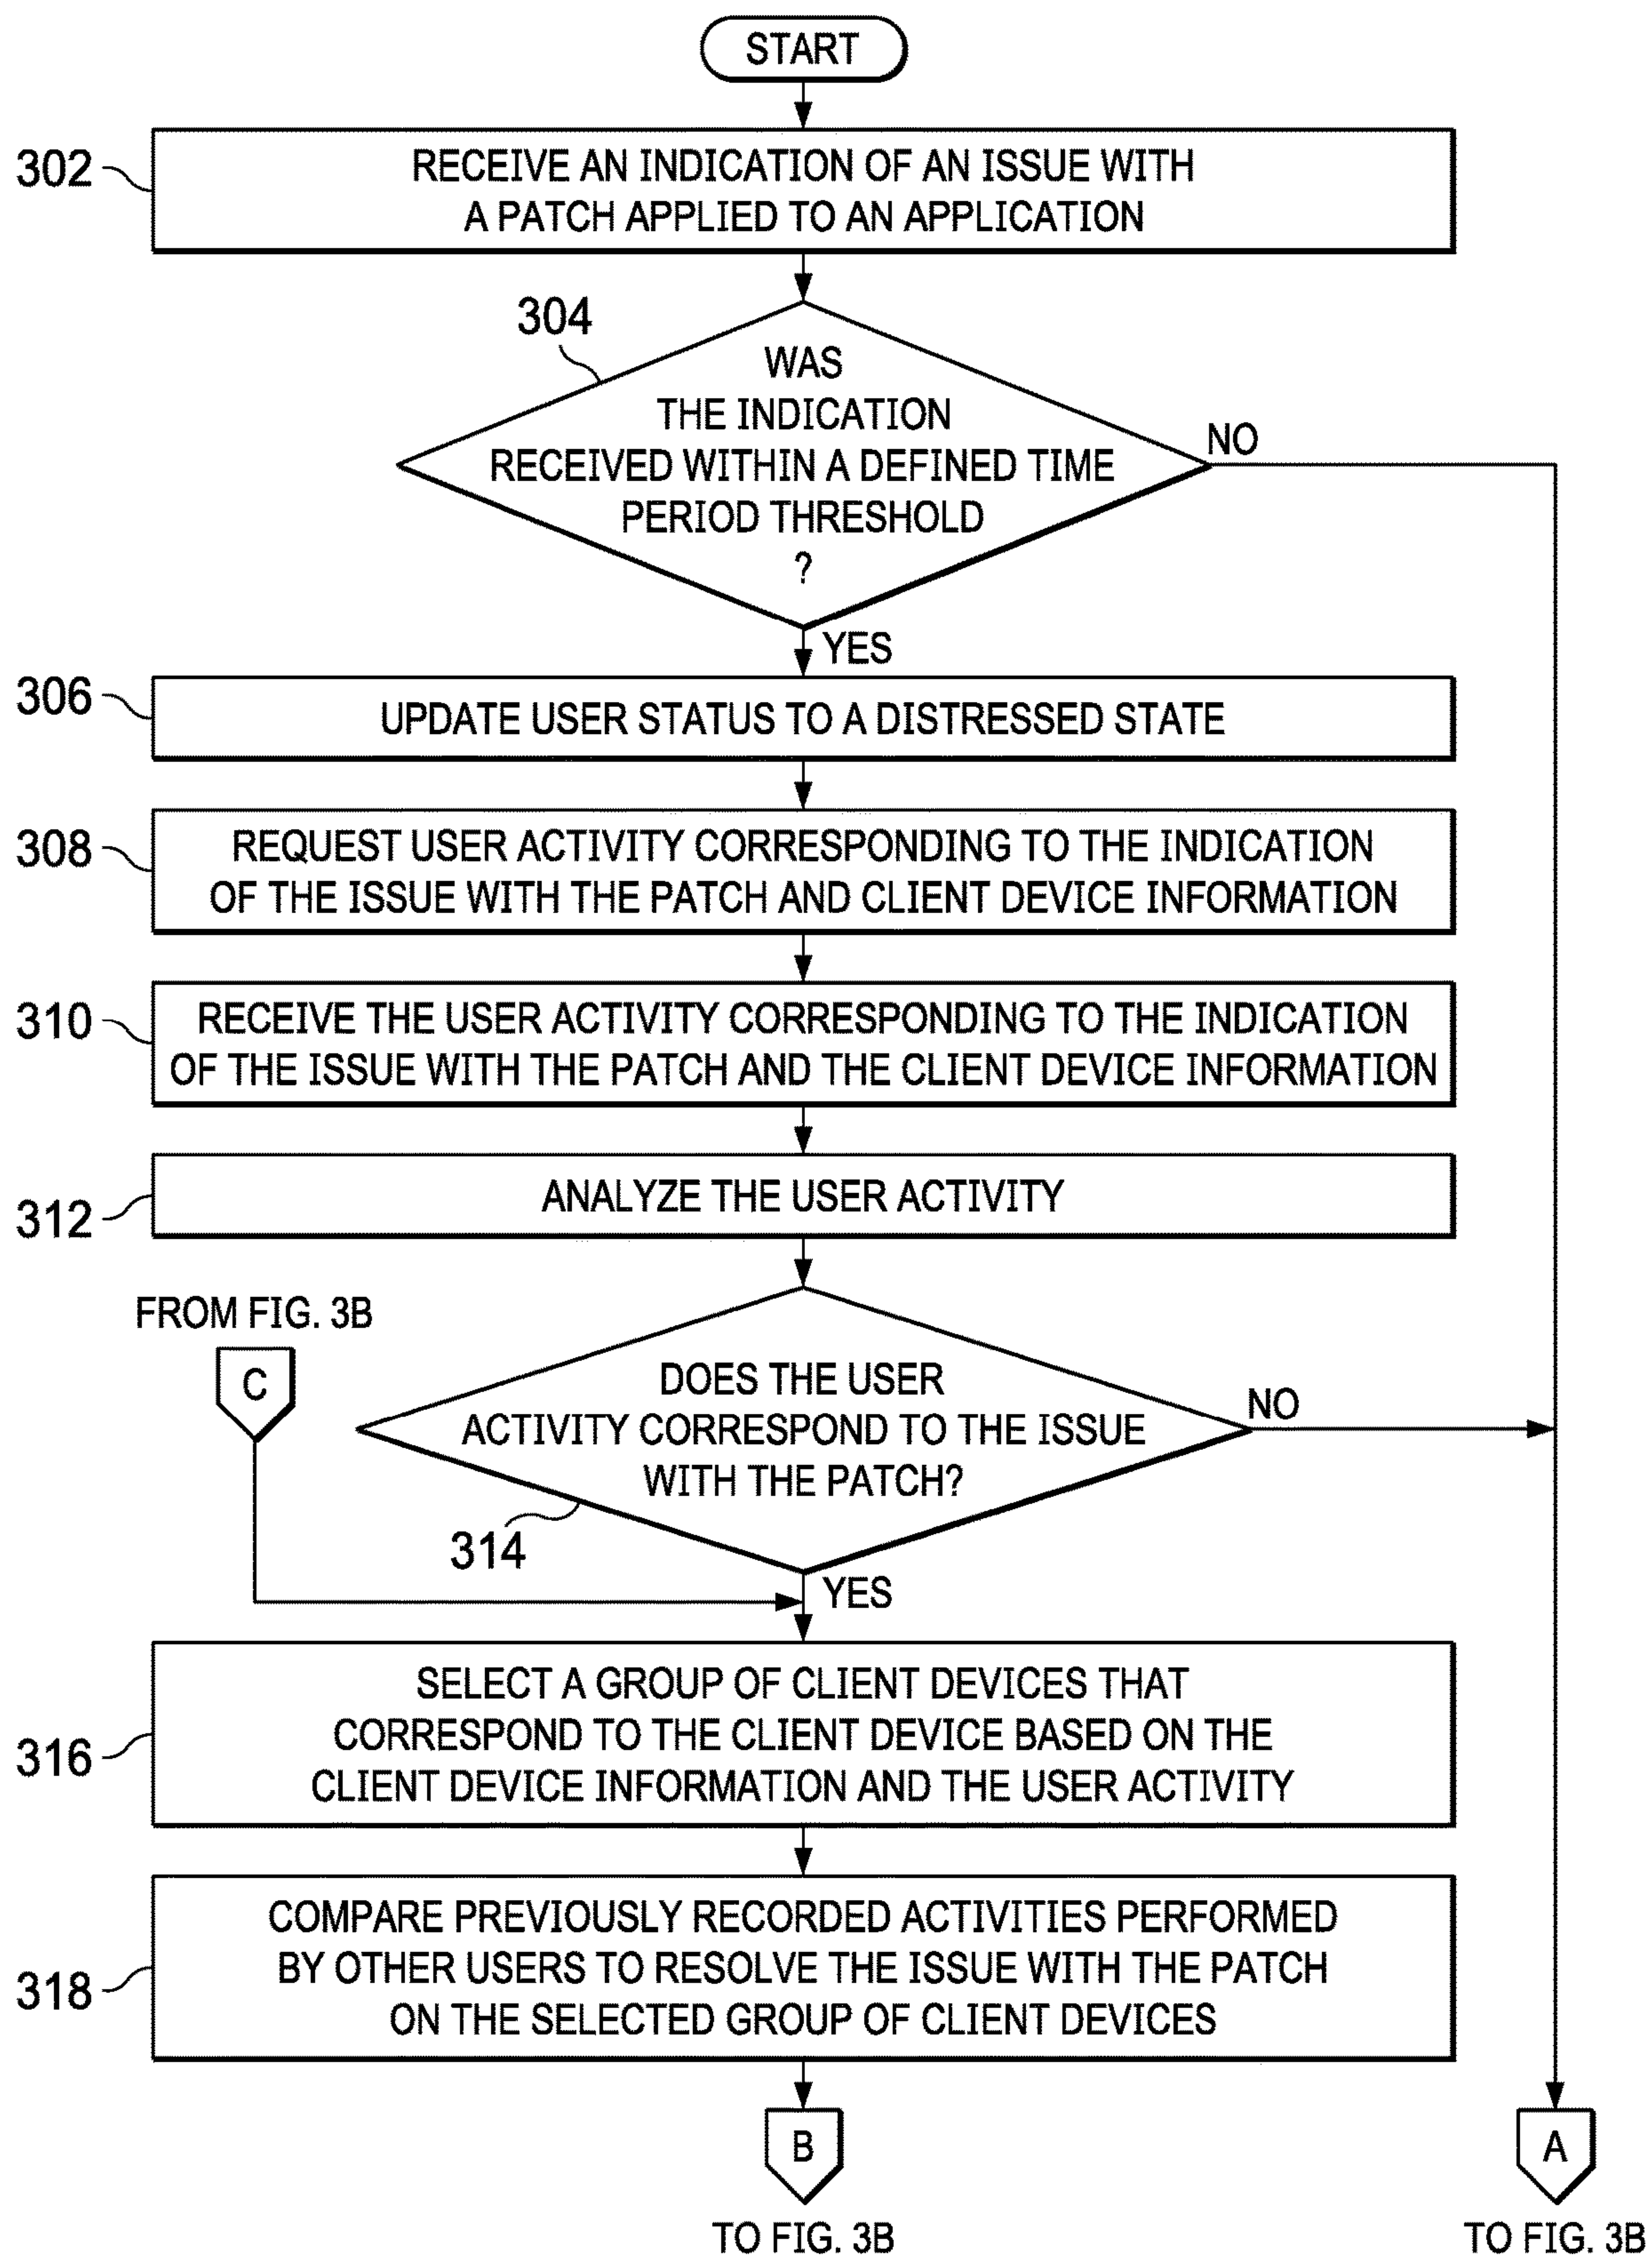 START
302
RECEIVE AN INDICATION OF AN ISSUE WITH
A PATCH APPLIED TO AN APPLICATION
304
WAS
THE INDICATION
RECEIVED WITHIN A DEFINED TIME
PERIOD THRESHOLD
?
NO
YES
306
UPDATE USER STATUS TO A DISTRESSED STATE
308
REQUEST USER ACTIVITY CORRESPONDING TO THE INDICATION
OF THE ISSUE WITH THE PATCH AND CLIENT DEVICE INFORMATION
310
RECEIVE THE USER ACTIVITY CORRESPONDING TO THE INDICATION
OF THE ISSUE WITH THE PATCH AND THE CLIENT DEVICE INFORMATION
312
ANALYZE THE USER ACTIVITY
FROM FIG. 3B
C
DOES THE USER
ACTIVITY CORRESPOND TO THE ISSUE
WITH THE PATCH?
NO
314
YES
316
SELECT A GROUP OF CLIENT DEVICES THAT
CORRESPOND TO THE CLIENT DEVICE BASED ON THE
CLIENT DEVICE INFORMATION AND THE USER ACTIVITY
318
COMPARE PREVIOUSLY RECORDED ACTIVITIES PERFORMED
BY OTHER USERS TO RESOLVE THE ISSUE WITH THE PATCH
ON THE SELECTED GROUP OF CLIENT DEVICES
B
TO FIG. 3B
A
TO FIG. 3B